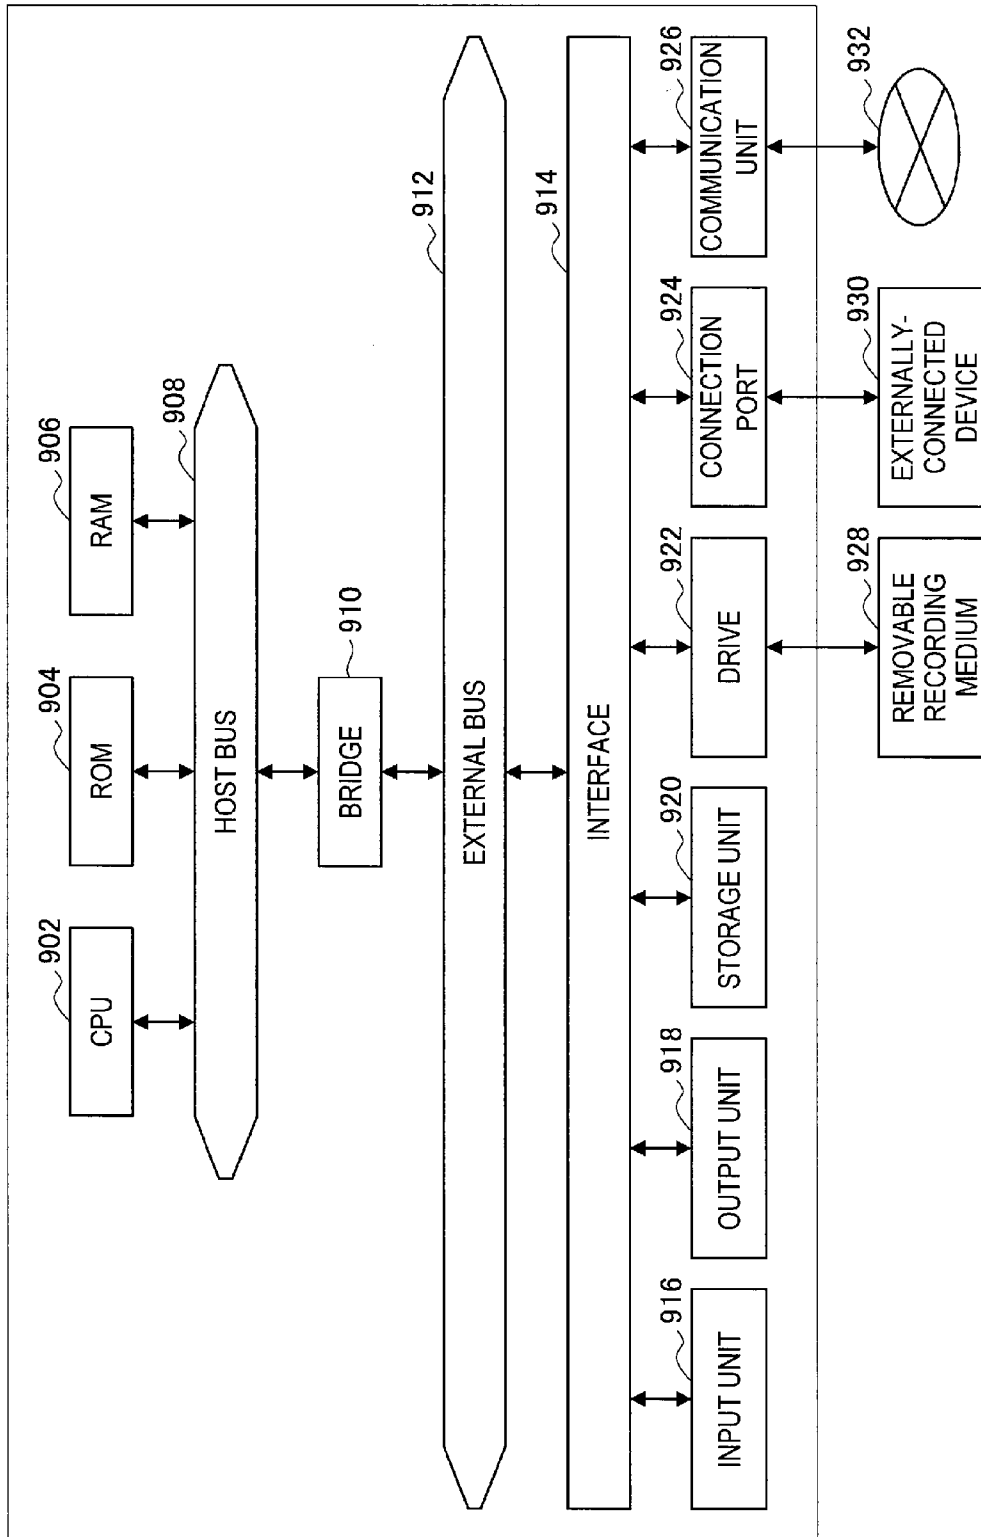 902
CPU
904
ROM
906
RAM
908
HOST BUS
910
BRIDGE
912
EXTERNAL BUS
914
INTERFACE
916
INPUT UNIT
918
OUTPUT UNIT
920
STORAGE UNIT
922
DRIVE
924
CONNECTION
PORT
926
COMMUNICATION
UNIT
928
REMOVABLE
RECORDING
MEDIUM
930
EXTERNALLY-
CONNECTED
DEVICE
932